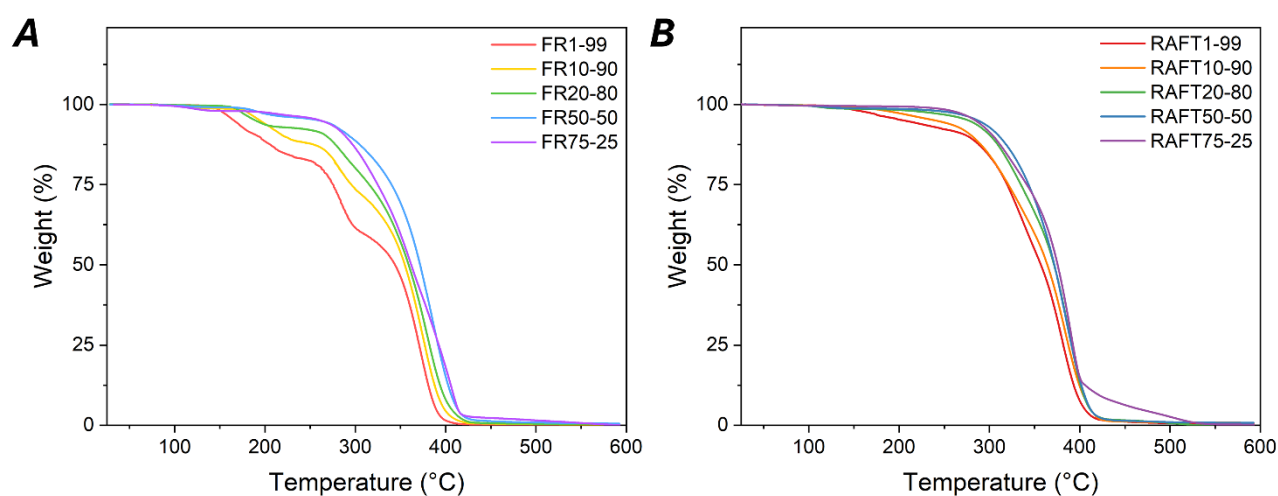 A
FR1-99
FR10-90
FR20-80
FR50-50
FR75-25
100
75
50
25
0
Weight (%)
100 200 300 400 500 600
Temperature (°C)
B
RAFT1-99
RAFT10-90
RAFT20-80
RAFT50-50
RAFT75-25
100
75
50
25
0
Weight (%)
100 200 300 400 500 600
Temperature (°C)